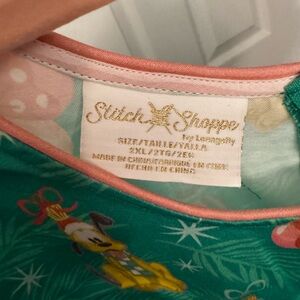 Stitch Shoppe
by Loungefly
SIZE/TAILLE/TALLA
2XL/2TG/2EG
MADE IN CHINA/FABRIQUÉ EN CHINE/
HECHO EN CHINA